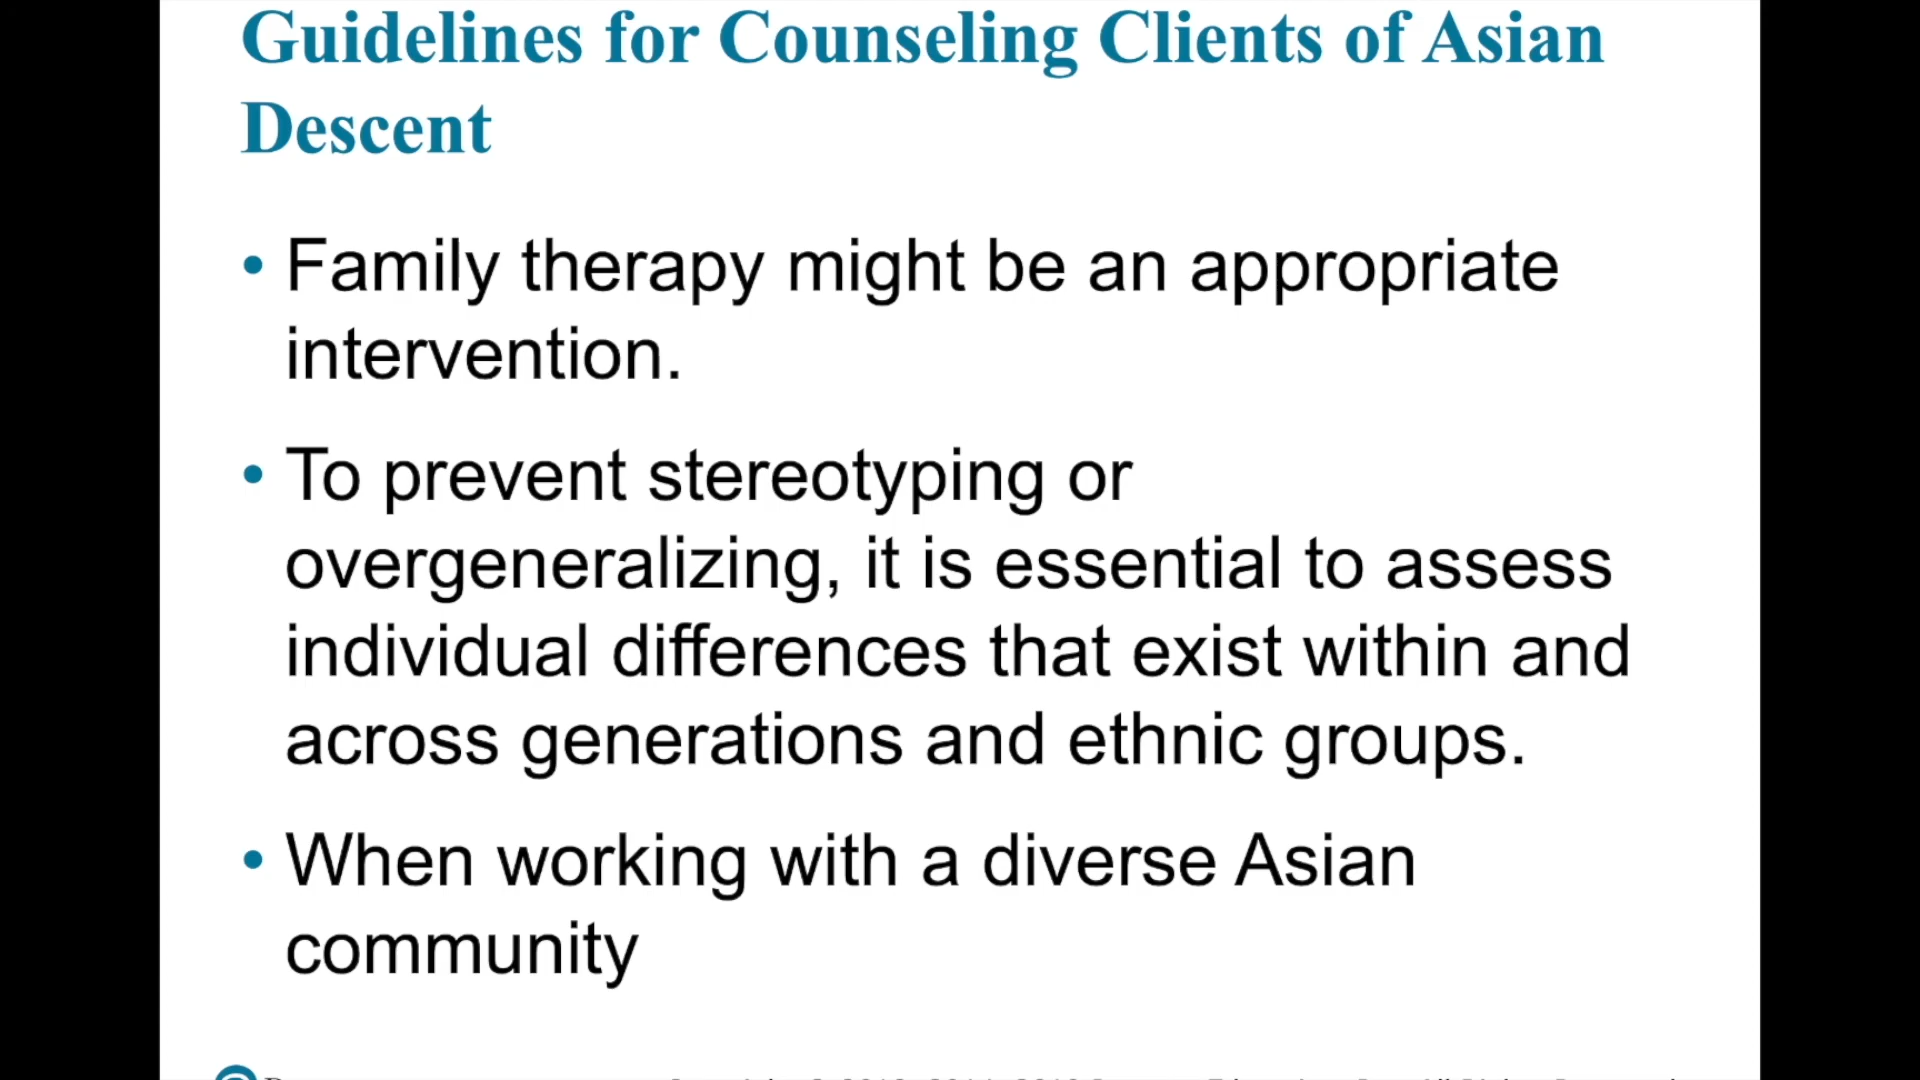 Guidelines for Counseling Clients of Asian
Descent
• Family therapy might be an appropriate
intervention.
• To prevent stereotyping or
overgeneralizing, it is essential to assess
individual differences that exist within and
across generations and ethnic groups.
• When working with a diverse Asian
community